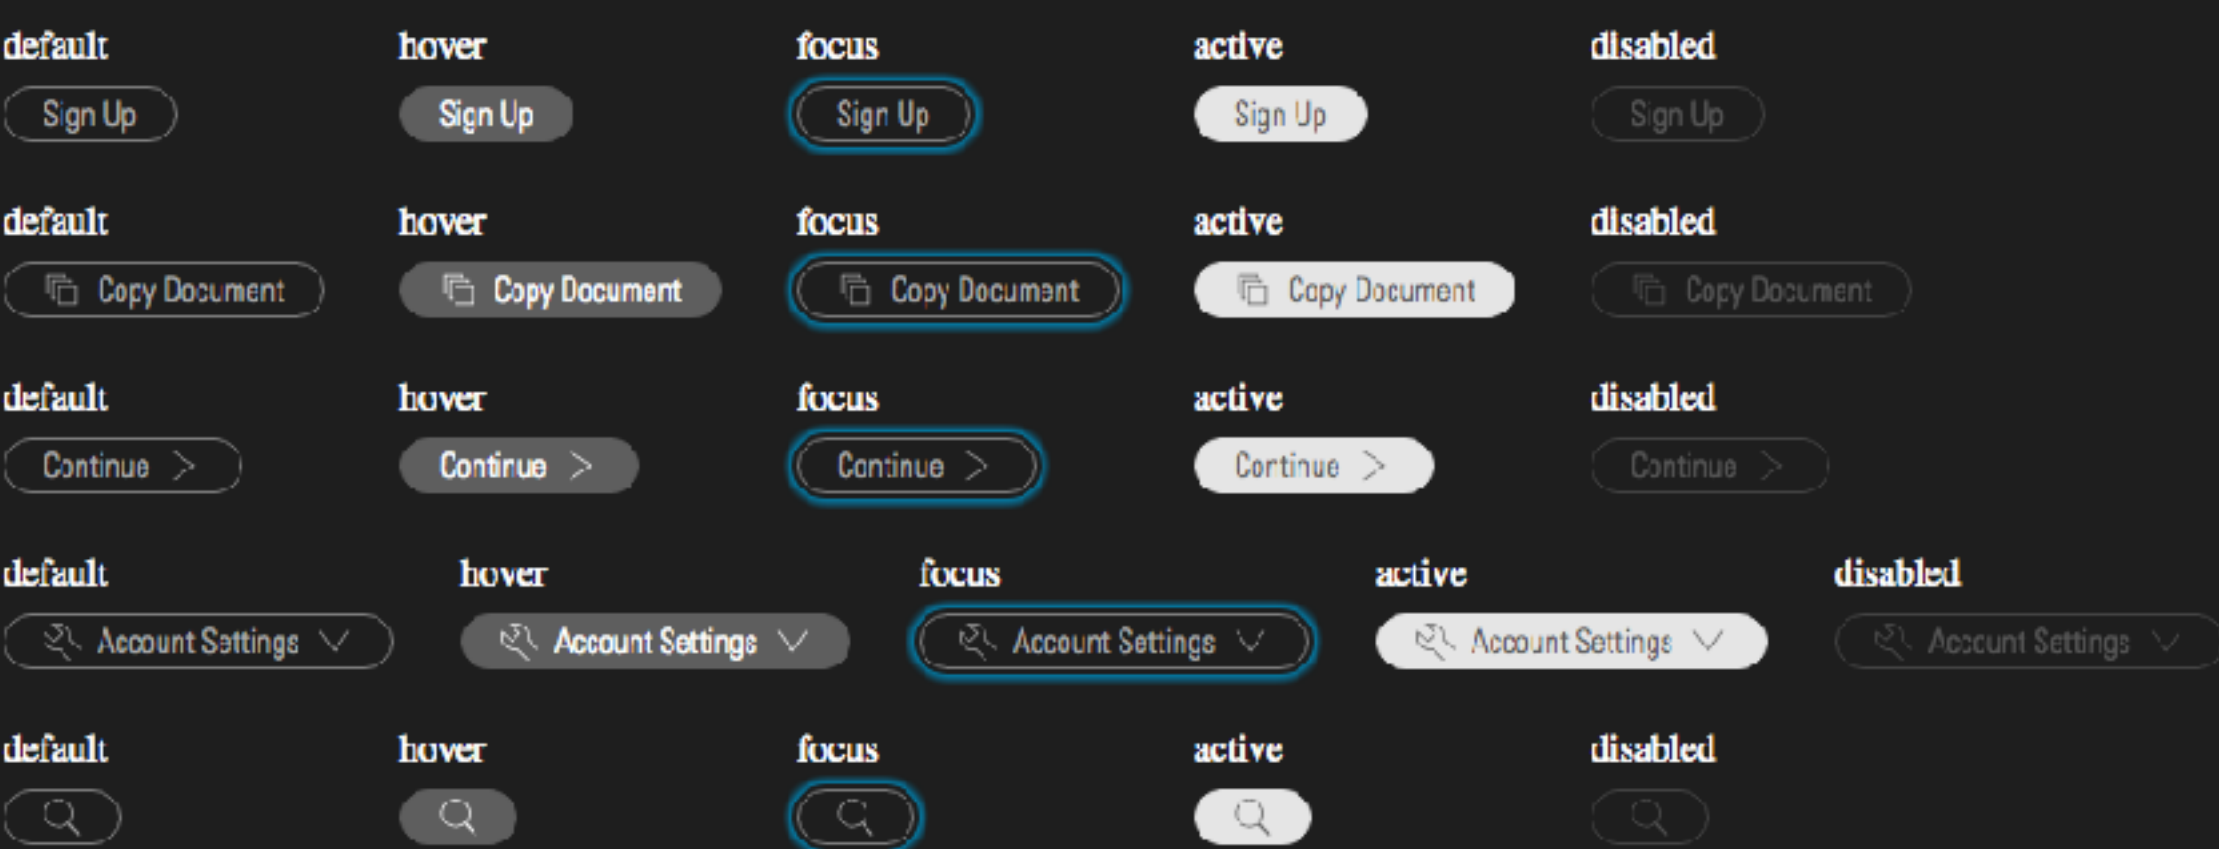 default hover focus active disabled
Sign Up Sign Up Sign Up Sign Up Sign Up
default hover focus active disabled
Copy Document Copy Document Copy Document Copy Document Copy Document
default hover focus active disabled
Continue Continue Continue Continue Continue
default hover focus active disabled
Account Settings Account Settings Account Settings Account Settings Account Settings
default hover focus active disabled